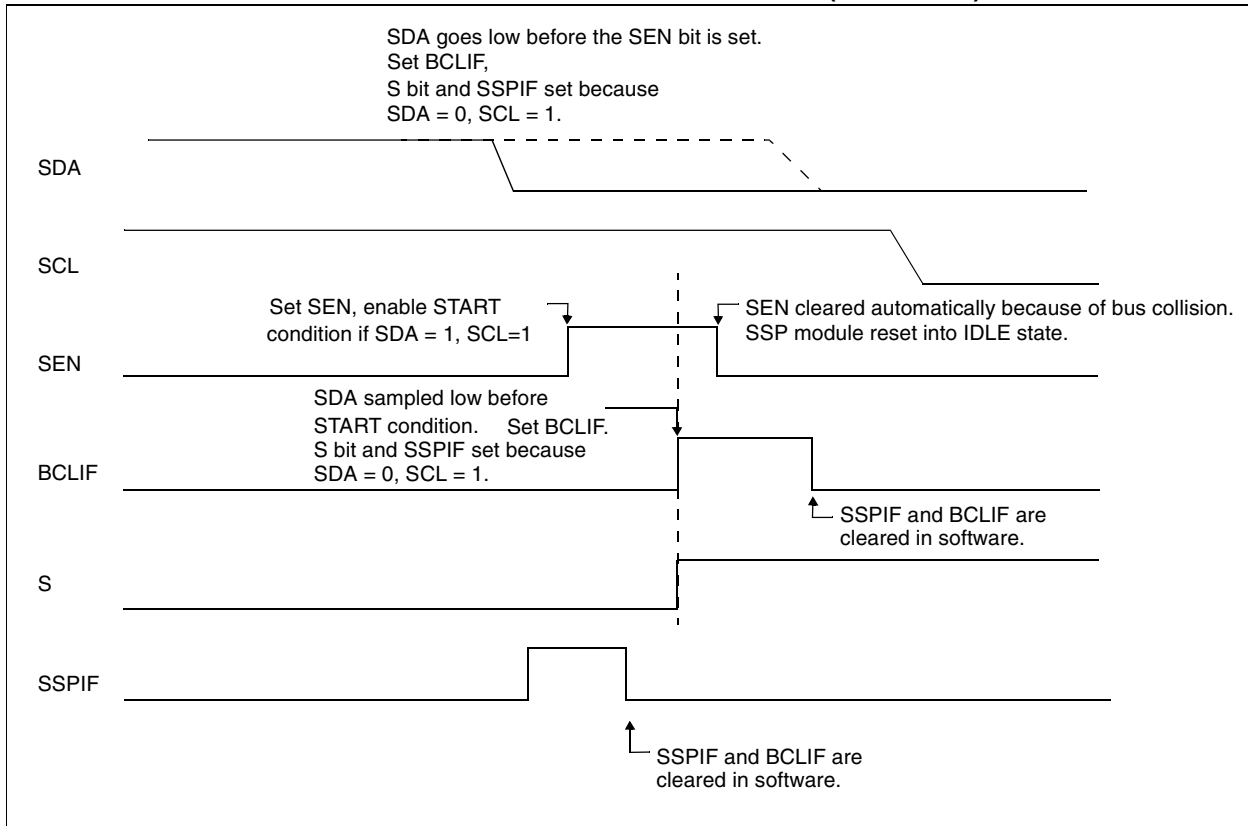 SDA goes low before the SEN bit is set.
Set BCLIF,
S bit and SSPIF set because
SDA = 0, SCL = 1.
SDA
SCL
Set SEN, enable START
condition if SDA = 1, SCL=1
SEN cleared automatically because of bus collision.
SSP module reset into IDLE state.
SEN
SDA sampled low before
START condition. Set BCLIF.
S bit and SSPIF set because
SDA = 0, SCL = 1.
BCLIF
SSPIF and BCLIF are
cleared in software.
S
SSPIF
SSPIF and BCLIF are
cleared in software.